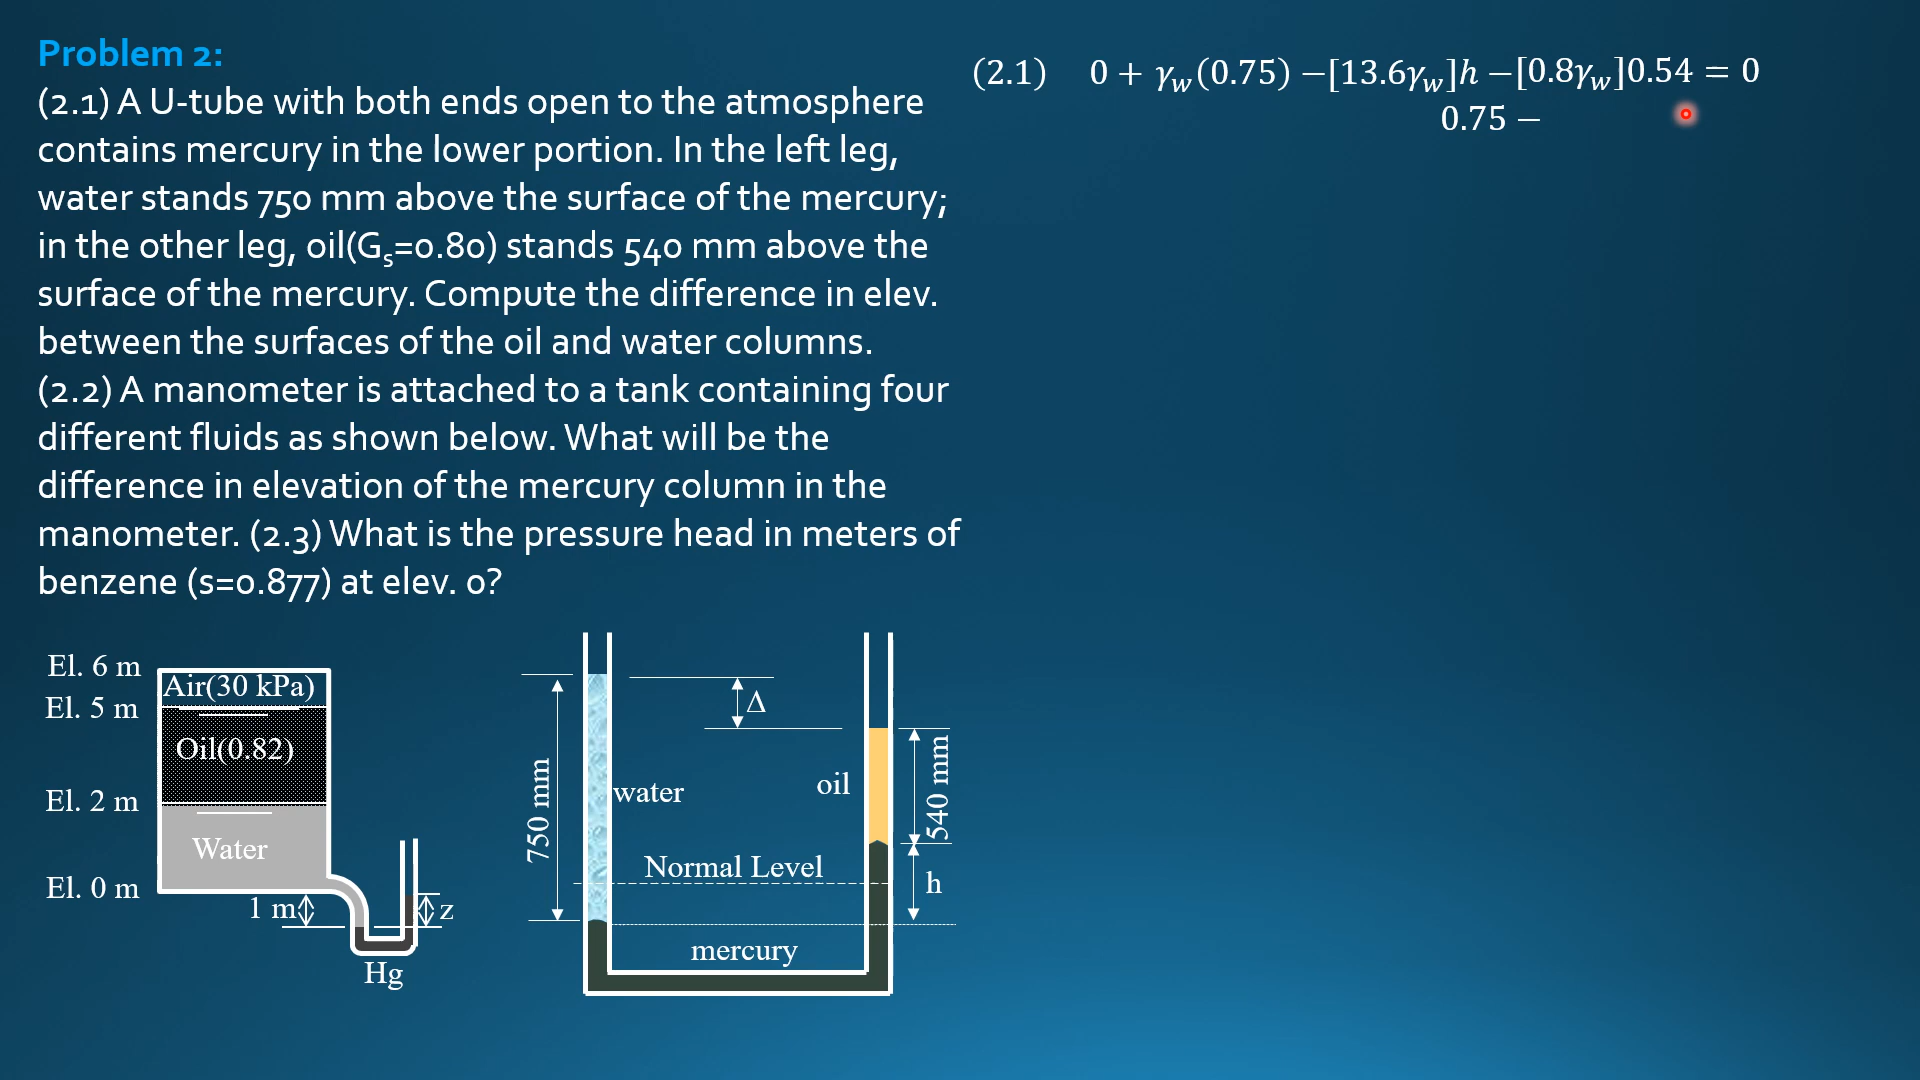 Problem 2:
(2.1) A U-tube with both ends open to the atmosphere
contains mercury in the lower portion. In the left leg,
water stands 750 mm above the surface of the mercury;
in the other leg, oil(Gₛ=0.80) stands 540 mm above the
surface of the mercury. Compute the difference in elev.
between the surfaces of the oil and water columns.
(2.2) A manometer is attached to a tank containing four
different fluids as shown below. What will be the
difference in elevation of the mercury column in the
manometer. (2.3) What is the pressure head in meters of
benzene (s=0.877) at elev. 0?
(2.1) 0 + γ_w(0.75) −[13.6γ_w]h −[0.8γ_w]0.54 = 0
0.75 −
El. 6 m
Air(30 kPa)
El. 5 m
Oil(0.82)
El. 2 m
Water
El. 0 m
1 m
z
Hg
Δ
750 mm
water
oil
540 mm
Normal Level
h
mercury